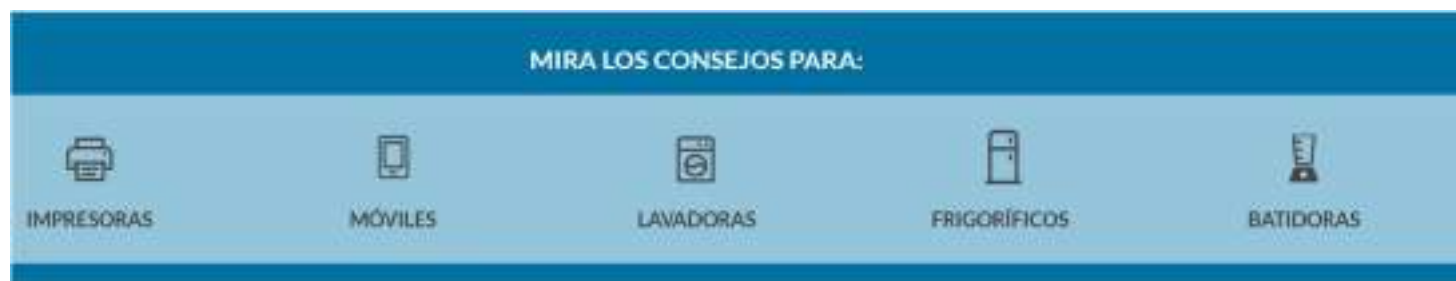 MIRA LOS CONSEJOS PARA:
IMPRESORAS
MÓVILES
LAVADORAS
FRIGORÍFICOS
BATIDORAS